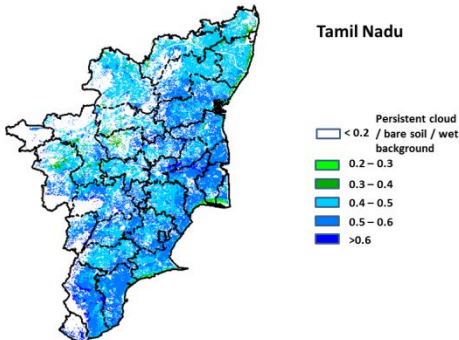 Tamil Nadu
< 0.2 Persistent cloud / bare soil / wet background
0.2 – 0.3
0.3 – 0.4
0.4 – 0.5
0.5 – 0.6
>0.6